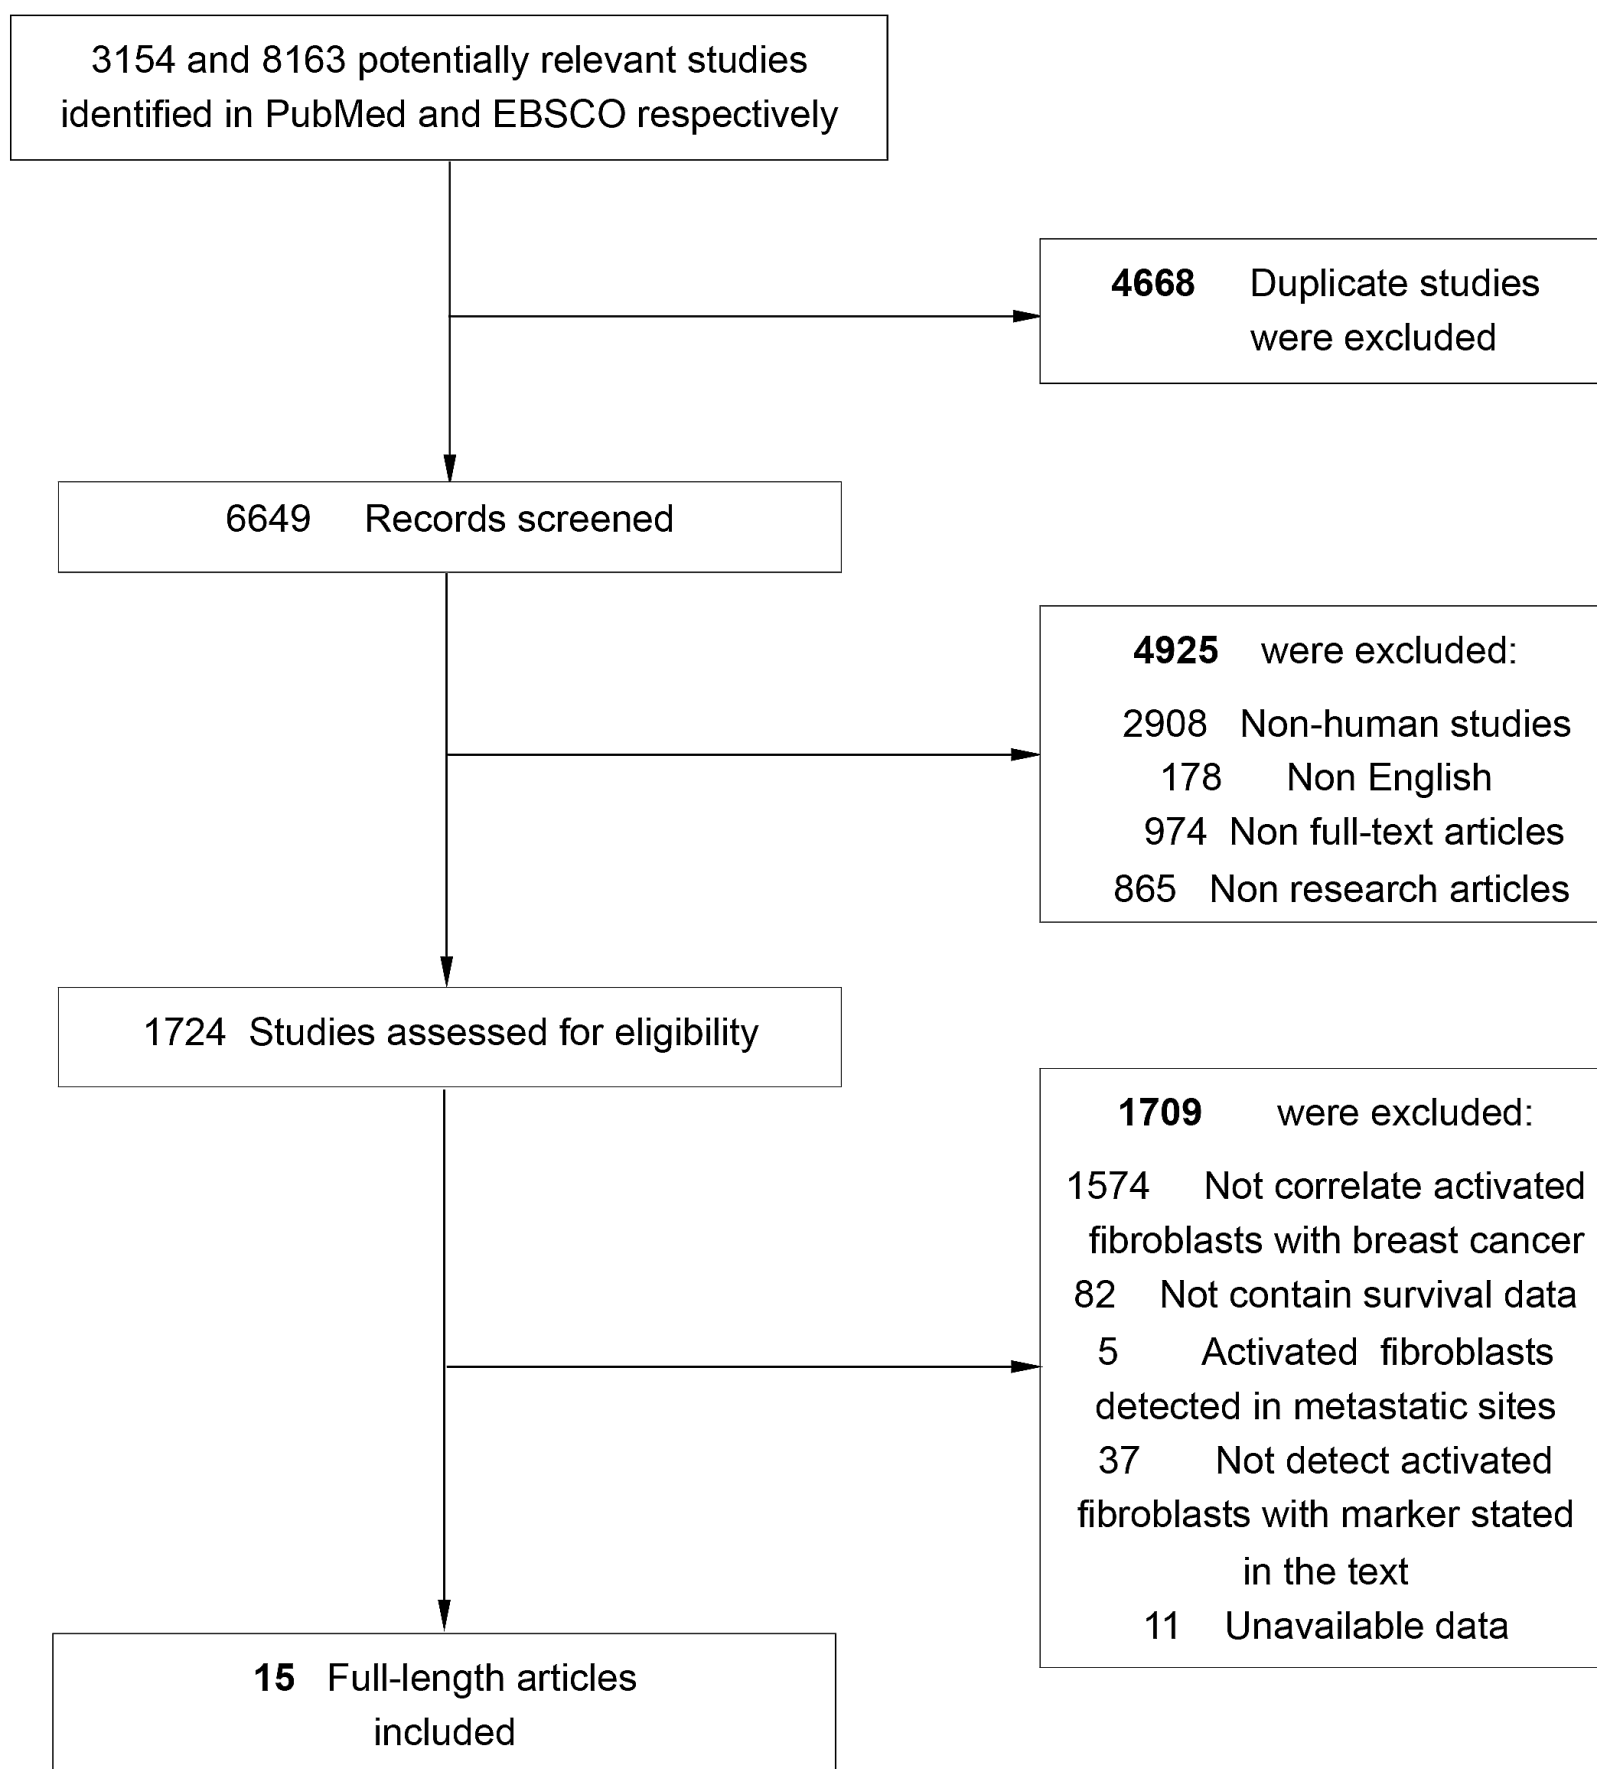 3154 and 8163 potentially relevant studies
identified in PubMed and EBSCO respectively
4668 Duplicate studies
were excluded
6649 Records screened
4925 were excluded:
2908 Non-human studies
178 Non English
974 Non full-text articles
865 Non research articles
1724 Studies assessed for eligibility
1709 were excluded:
1574 Not correlate activated
fibroblasts with breast cancer
82 Not contain survival data
5 Activated fibroblasts
detected in metastatic sites
37 Not detect activated
fibroblasts with marker stated
in the text
11 Unavailable data
15 Full-length articles
included